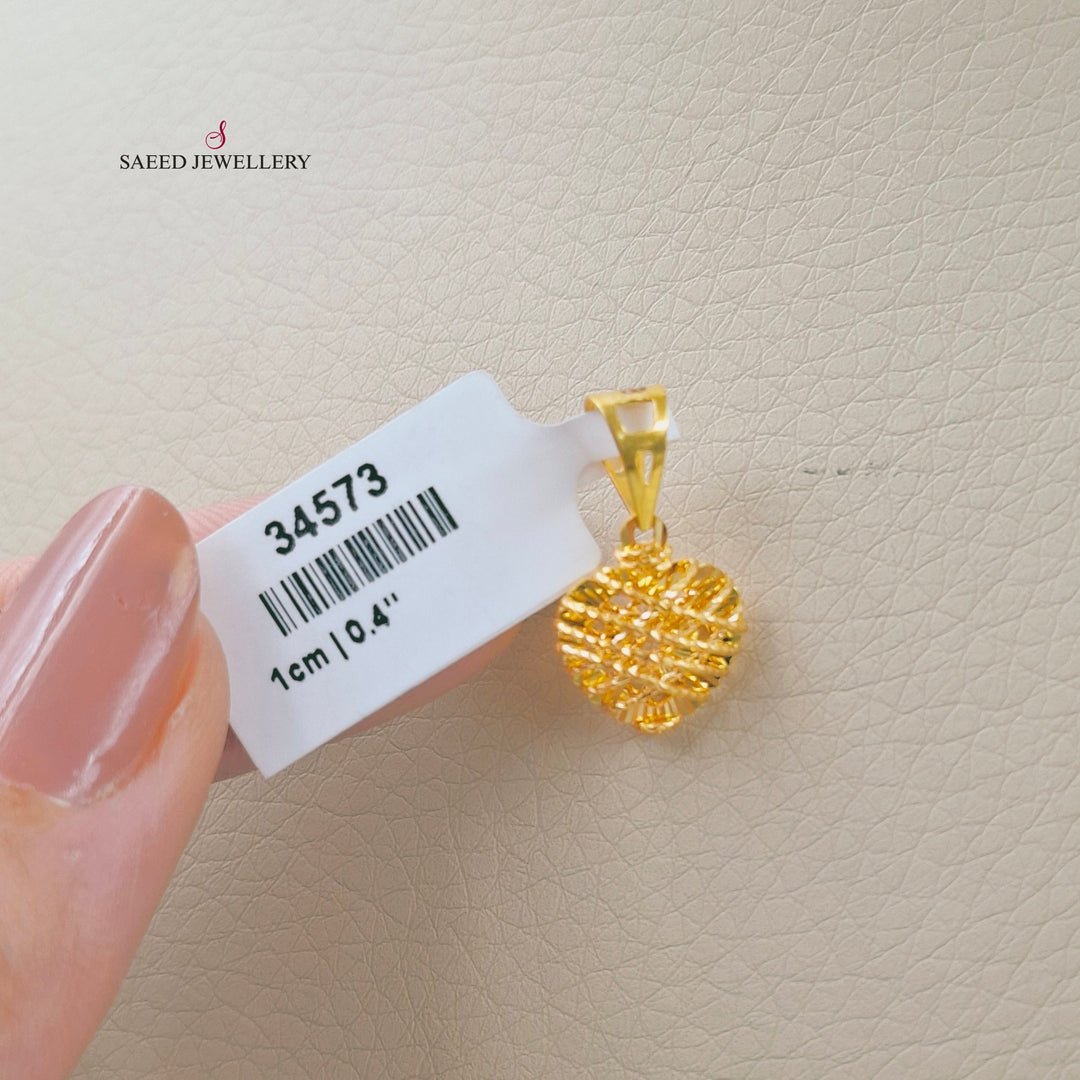 S
SAEED JEWELLERY
34573
1cm | 0.4"